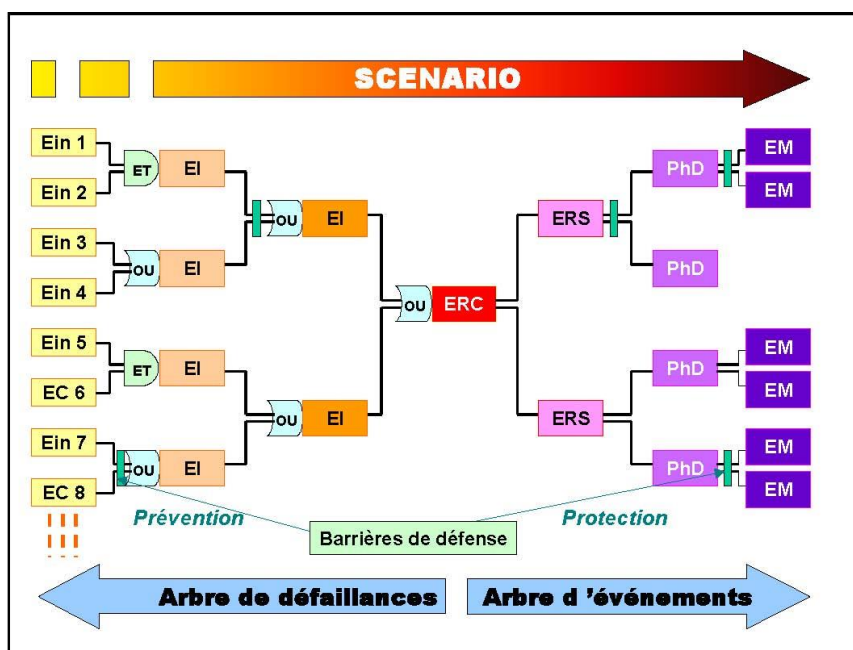 SCENARIO
Ein 1
Ein 2
ET
EI
Ein 3
Ein 4
OU
EI
OU
EI
Ein 5
EC 6
ET
EI
Ein 7
EC 8
OU
EI
OU
EI
OU
ERC
ERS
PhD
EM
EM
PhD
ERS
PhD
EM
EM
PhD
EM
EM
Prévention
Protection
Barrières de défense
Arbre de défaillances
Arbre d ’événements